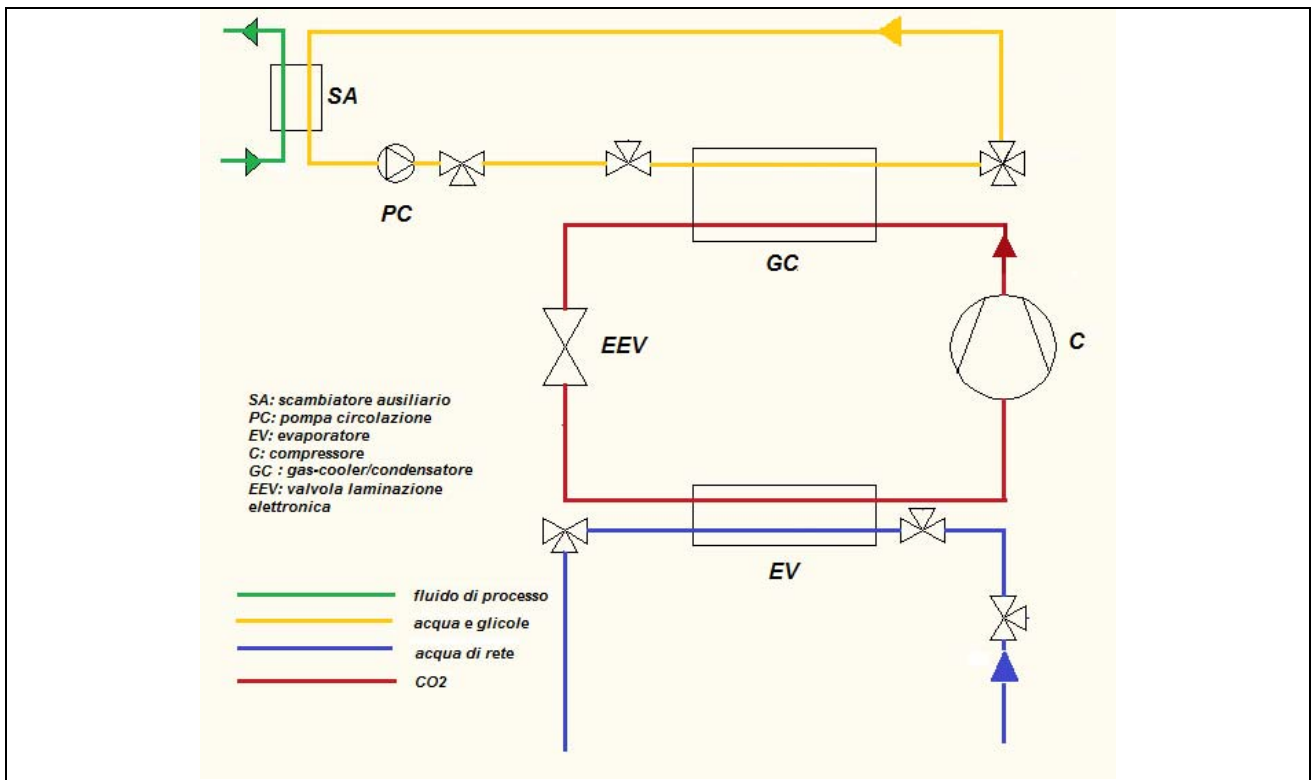 SA
PC
GC
EEV
C
SA: scambiatore ausiliario
PC: pompa circolazione
EV: evaporatore
C: compressore
GC : gas-cooler/condensatore
EEV: valvola laminazione
elettronica
EV
fluido di processo
acqua e glicole
acqua di rete
CO2